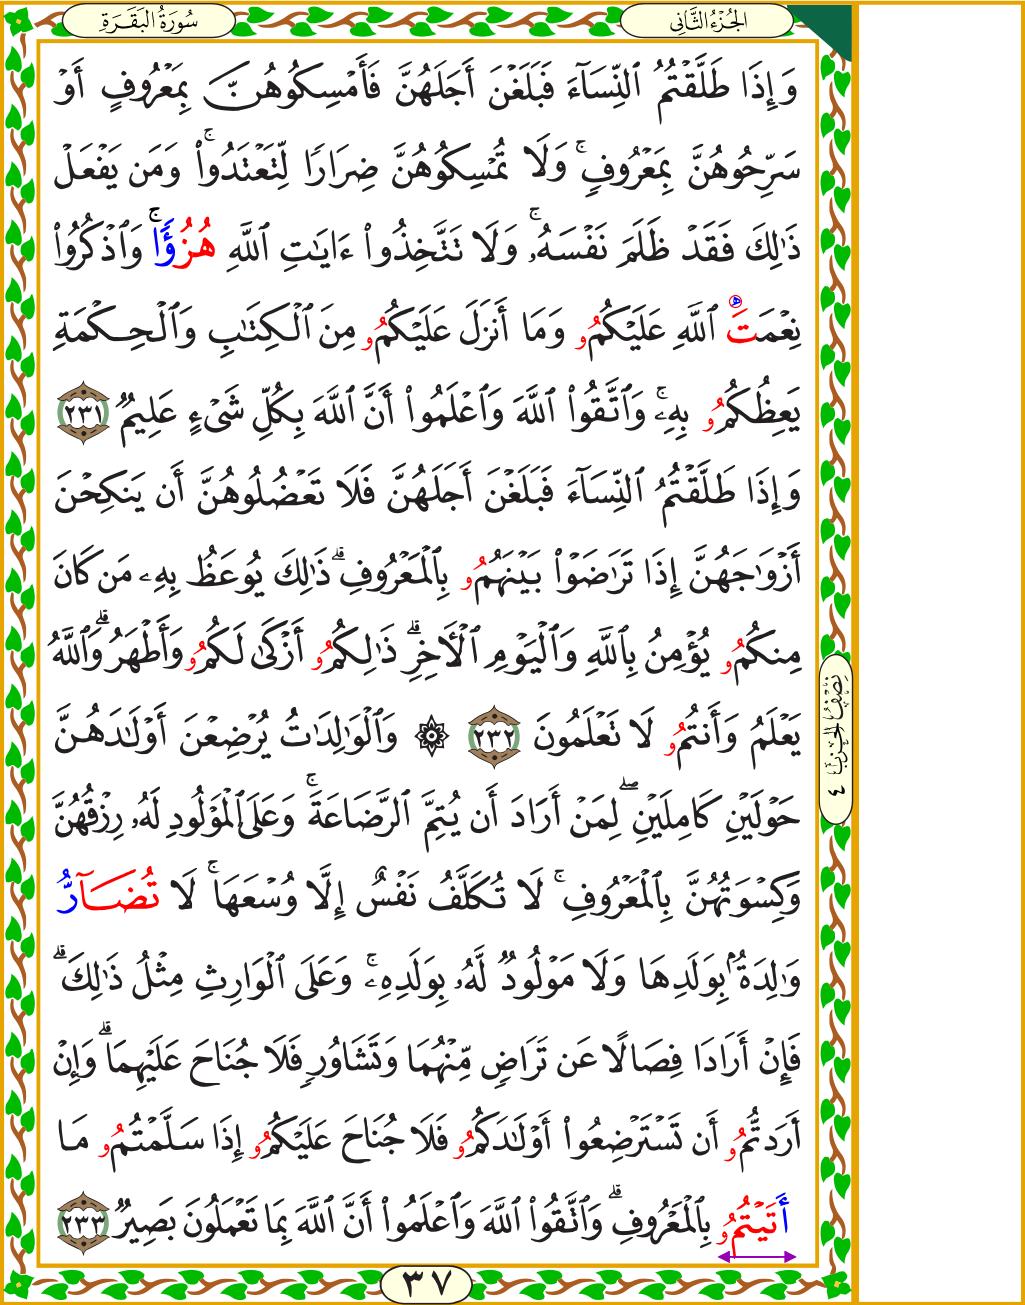 الجُزْءُ الثَّانِي
سُورَةُ البَقَرَةِ
وَإِذَا طَلَّقْتُمُ ٱلنِّسَآءَ فَبَلَغْنَ أَجَلَهُنَّ فَأَمْسِكُوهُنَّ بِمَعْرُوفٍ أَوْ
سَرِّحُوهُنَّ بِمَعْرُوفٍۚ وَلَا تُمْسِكُوهُنَّ ضِرَارًا لِّتَعْتَدُوا۟ۚ وَمَن يَفْعَلْ
ذَٰلِكَ فَقَدْ ظَلَمَ نَفْسَهُۥۚ وَلَا تَتَّخِذُوٓا۟ ءَايَـٰتِ ٱللَّهِ هُزُؤًاۚ وَٱذْكُرُوا۟
نِعْمَتَ ٱللَّهِ عَلَيْكُمُۥ وَمَا أَنزَلَ عَلَيْكُمُۥ مِنَ ٱلْكِتَـٰبِ وَٱلْحِكْمَةِ
يَعِظُكُمُۥ بِهِۦۚ وَٱتَّقُوا۟ ٱللَّهَ وَٱعْلَمُوا۟ أَنَّ ٱللَّهَ بِكُلِّ شَىْءٍ عَلِيمٌ ٢٣١
وَإِذَا طَلَّقْتُمُ ٱلنِّسَآءَ فَبَلَغْنَ أَجَلَهُنَّ فَلَا تَعْضُلُوهُنَّ أَن يَنكِحْنَ
أَزْوَٰجَهُنَّ إِذَا تَرَٰضَوْا۟ بَيْنَهُمُۥ بِٱلْمَعْرُوفِۗ ذَٰلِكَ يُوعَظُ بِهِۦ مَن كَانَ
مِنكُمُۥ يُؤْمِنُ بِٱللَّهِ وَٱلْيَوْمِ ٱلْأَخِرِۗ ذَٰلِكُمُۥ أَزْكَىٰ لَكُمُۥ وَأَطْهَرُۗ وَٱللَّهُ
يَعْلَمُ وَأَنتُمُۥ لَا تَعْلَمُونَ ٢٣٢ ۞ وَٱلْوَٰلِدَاتُ يُرْضِعْنَ أَوْلَـٰدَهُنَّ
حَوْلَيْنِ كَامِلَيْنِۖ لِمَنْ أَرَادَ أَن يُتِمَّ ٱلرَّضَاعَةَۚ وَعَلَى ٱلْمَوْلُودِ لَهُۥ رِزْقُهُنَّ
وَكِسْوَتُهُنَّ بِٱلْمَعْرُوفِۚ لَا تُكَلَّفُ نَفْسٌ إِلَّا وُسْعَهَاۚ لَا تُضَآرُّ
وَٰلِدَةٌۢ بِوَلَدِهَا وَلَا مَوْلُودٌ لَّهُۥ بِوَلَدِهِۦۚ وَعَلَى ٱلْوَارِثِ مِثْلُ ذَٰلِكَۗ
فَإِنْ أَرَادَا فِصَالًا عَن تَرَاضٍ مِّنْهُمَا وَتَشَاوُرٍ فَلَا جُنَاحَ عَلَيْهِمَاۗ وَإِنْ
أَرَدتُّمُۥ أَن تَسْتَرْضِعُوا۟ أَوْلَـٰدَكُمُۥ فَلَا جُنَاحَ عَلَيْكُمُۥ إِذَا سَلَّمْتُمُۥ مَا
أَتَيْتُمُۥ بِٱلْمَعْرُوفِۗ وَٱتَّقُوا۟ ٱللَّهَ وَٱعْلَمُوا۟ أَنَّ ٱللَّهَ بِمَا تَعْمَلُونَ بَصِيرٌ ٢٣٣
نِصْفُ الحِزْب ٤
٣٧